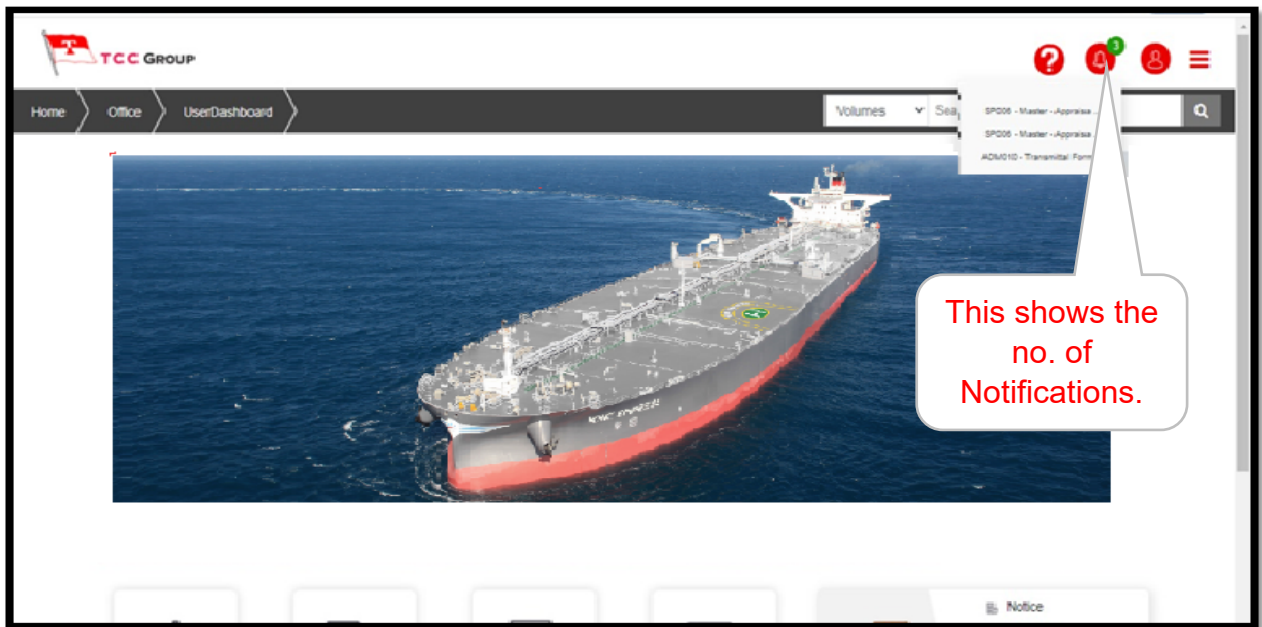 TCC GROUP
3
Home
Office
UserDashboard
Volumes
Sea
SPD06 - Master - Appraisa ...
SPD06 - Master - Appraisa ...
ADM010 - Transmittal Form
This shows the
no. of
Notifications.
Notice